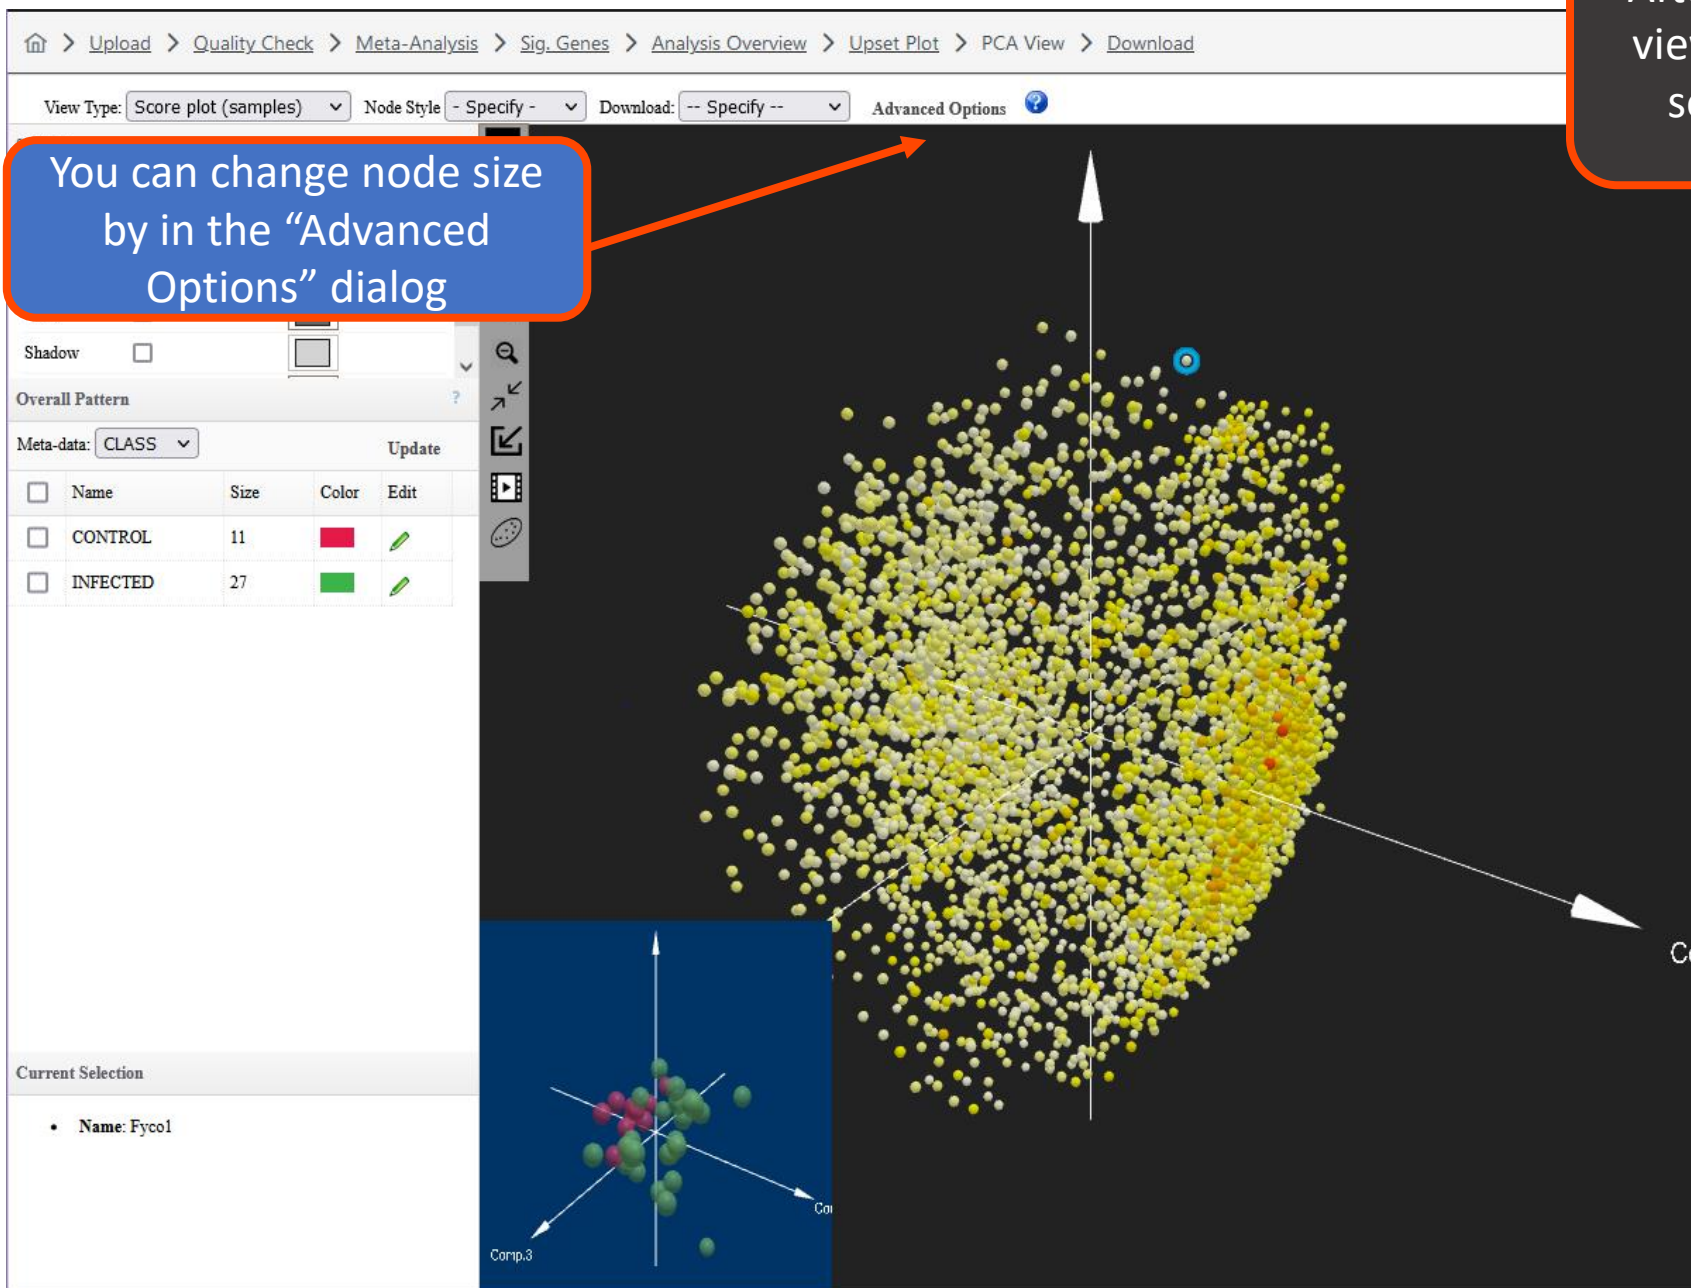 Upload > Quality Check > Meta-Analysis > Sig. Genes > Analysis Overview > Upset Plot > PCA View > Download
View Type: Score plot (samples) Node Style - Specify - Download: -- Specify -- Advanced Options ?
You can change node size
by in the “Advanced
Options” dialog
Shadow
Overall Pattern ?
Meta-data: CLASS Update
Name Size Color Edit
CONTROL 11
INFECTED 27
Current Selection
• Name: Fyco1
Comp.3